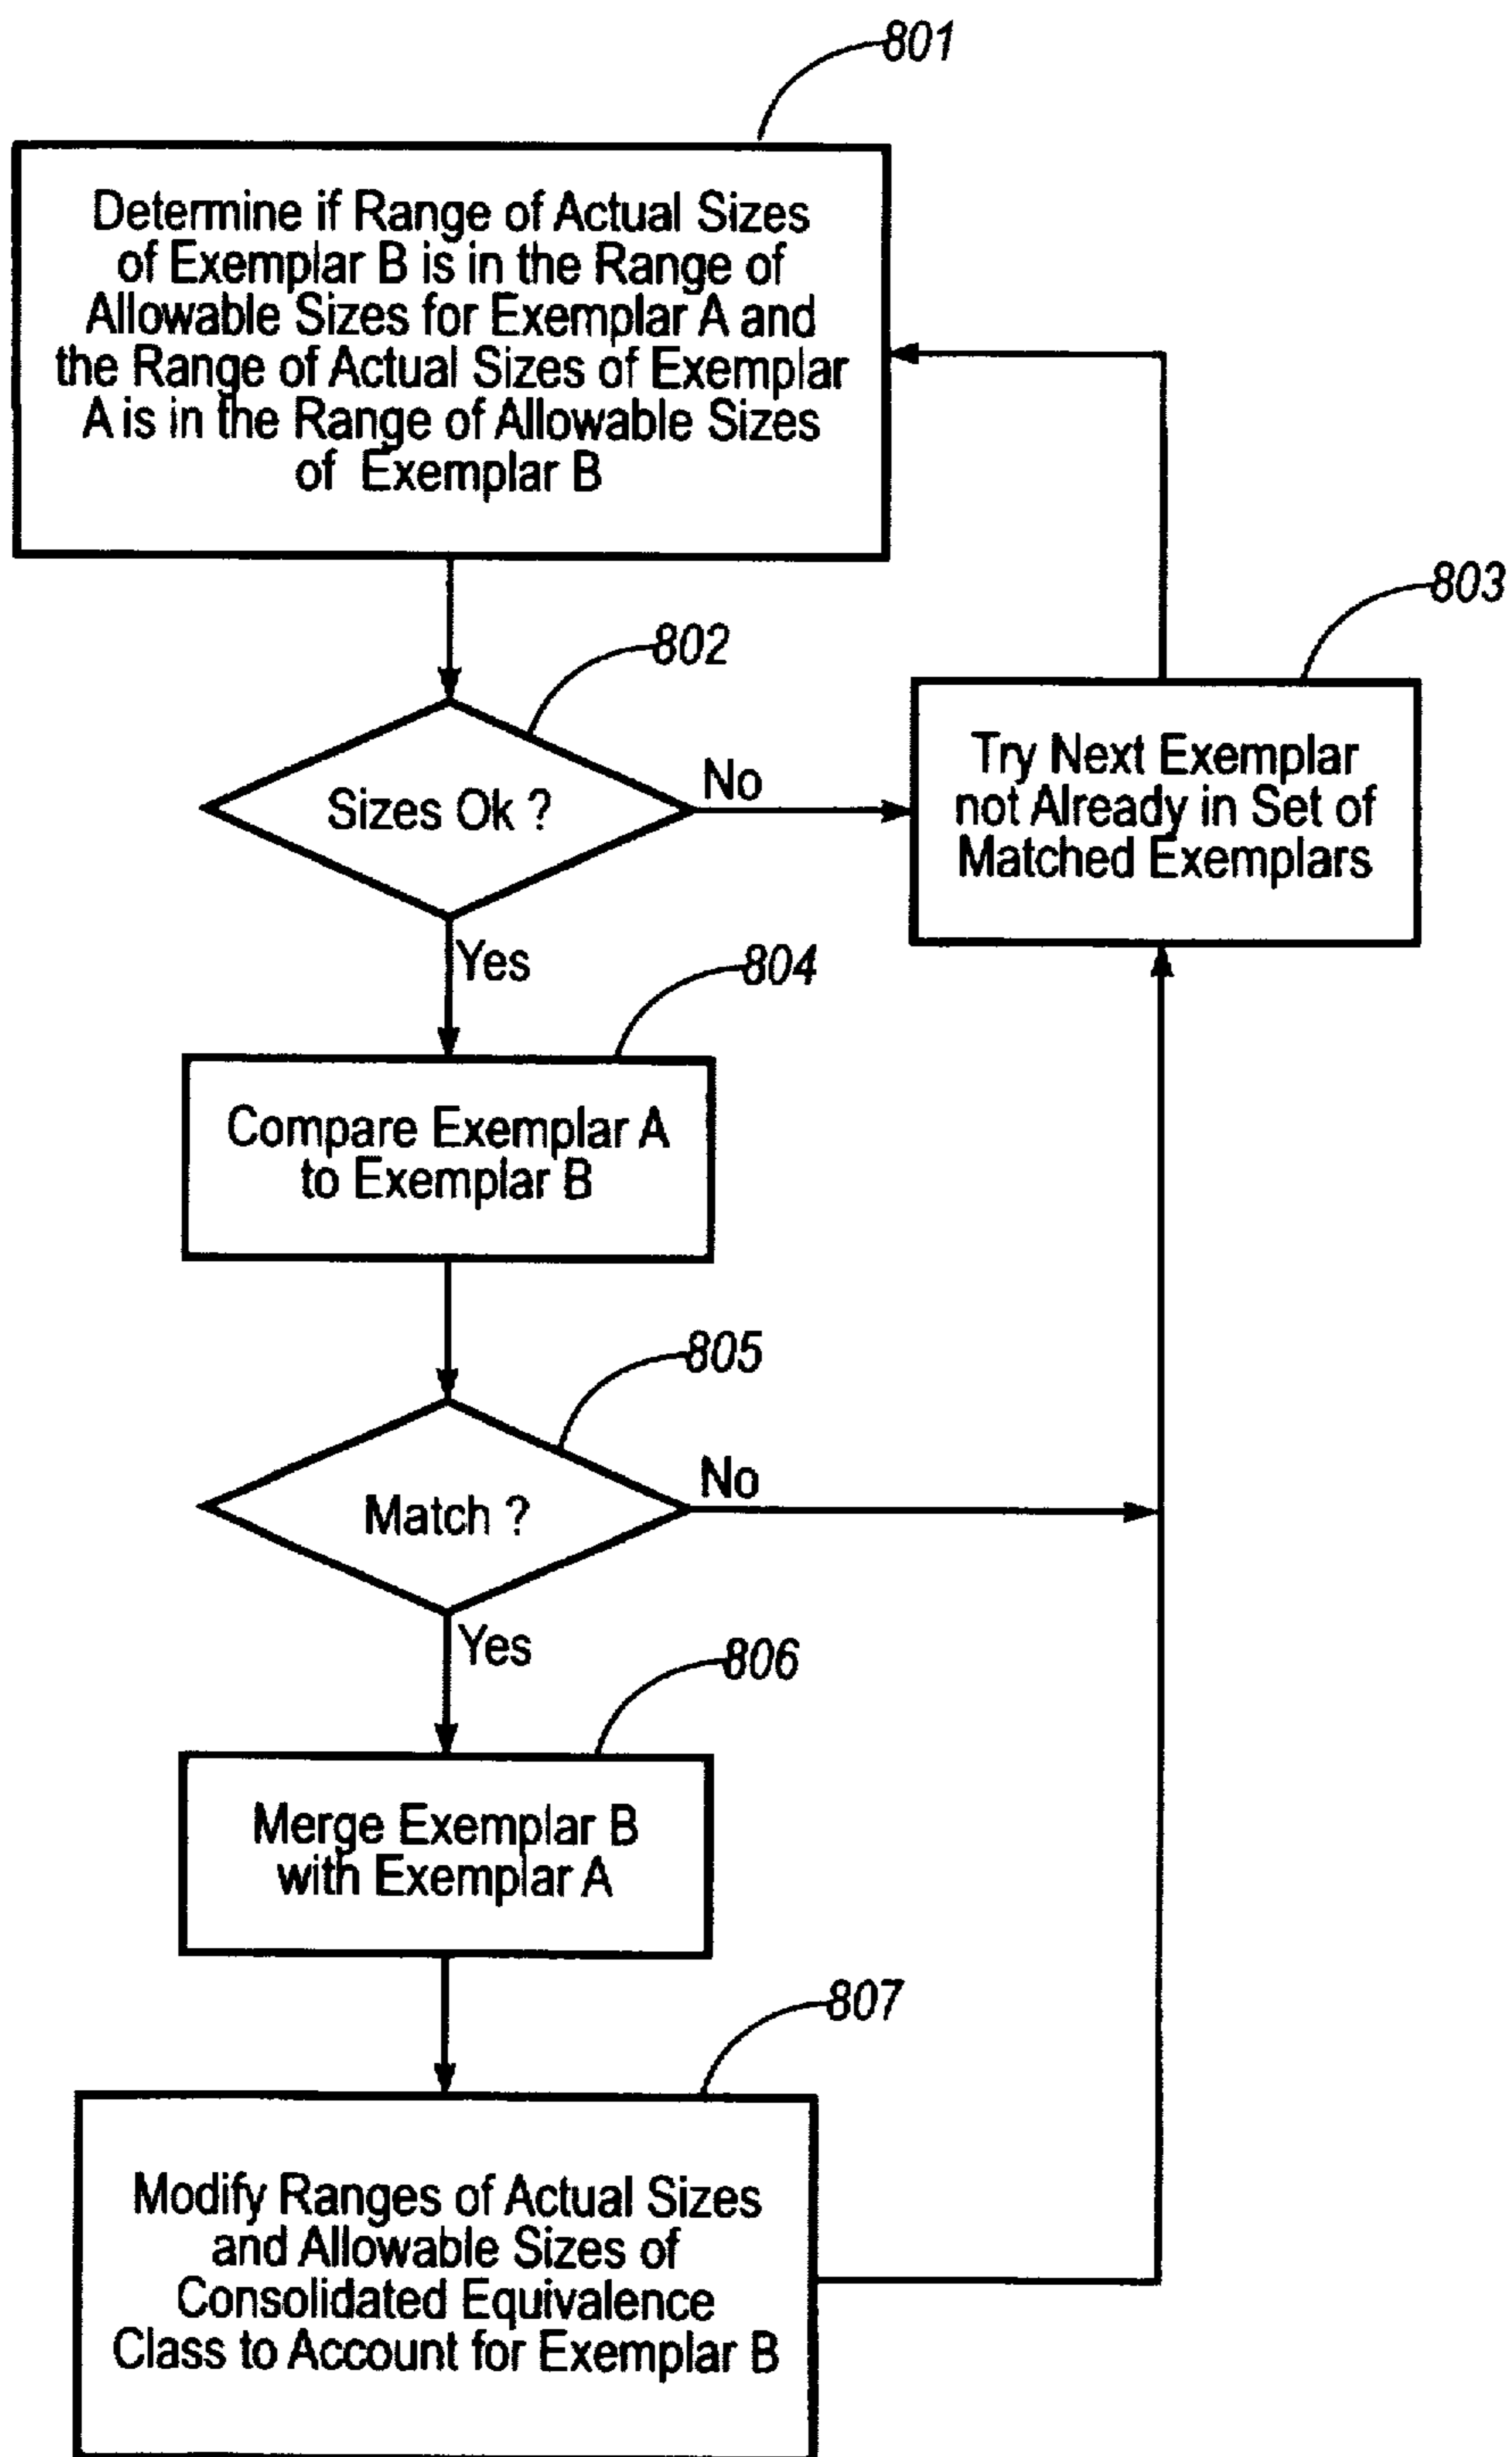 801
Determine if Range of Actual Sizes
of Exemplar B is in the Range of
Allowable Sizes for Exemplar A and
the Range of Actual Sizes of Exemplar
A is in the Range of Allowable Sizes
of Exemplar B
803
802
Sizes Ok ?
No
Try Next Exemplar
not Already in Set of
Matched Exemplars
Yes
804
Compare Exemplar A
to Exemplar B
805
Match ?
No
Yes
806
Merge Exemplar B
with Exemplar A
807
Modify Ranges of Actual Sizes
and Allowable Sizes of
Consolidated Equivalence
Class to Account for Exemplar B